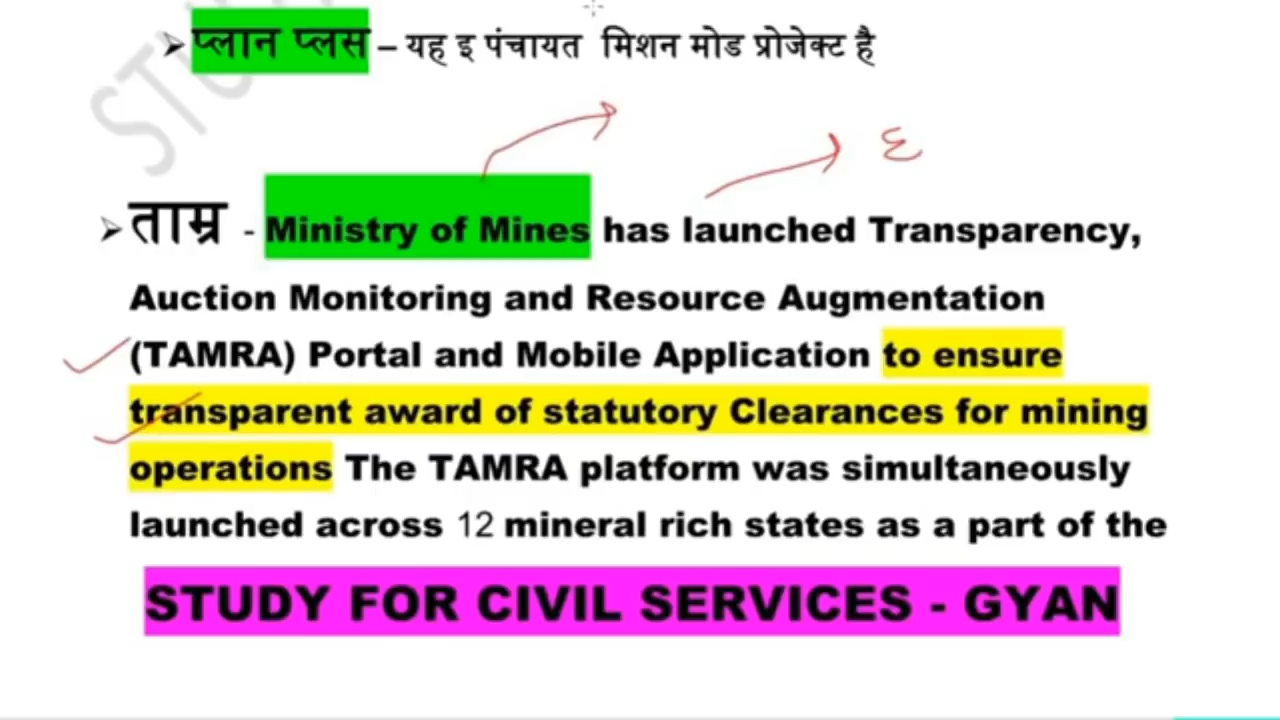 ➢ प्लान प्लस – यह इ पंचायत मिशन मोड प्रोजेक्ट है
➢ ताम्र - Ministry of Mines has launched Transparency,
Auction Monitoring and Resource Augmentation
(TAMRA) Portal and Mobile Application to ensure
transparent award of statutory Clearances for mining
operations The TAMRA platform was simultaneously
launched across 12 mineral rich states as a part of the
STUDY FOR CIVIL SERVICES - GYAN